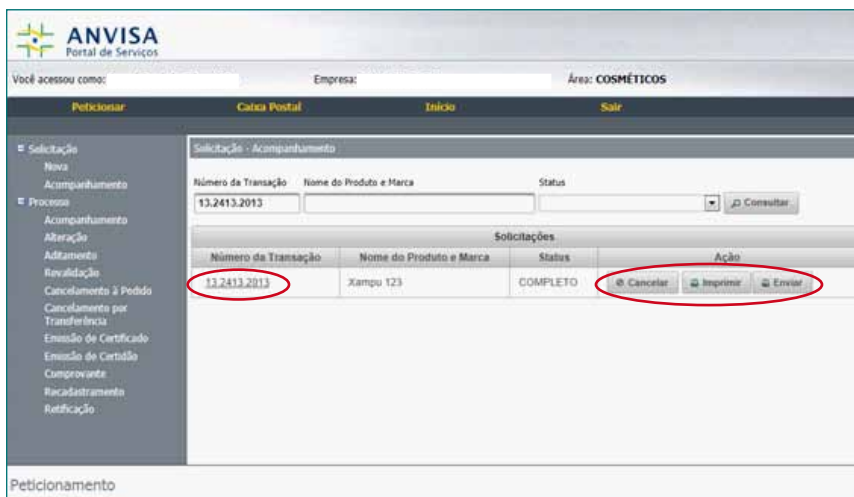 ANVISA
Portal de Serviços
Você acessou como: Empresa: Área: COSMÉTICOS
Peticionar Caixa Postal Início Sair
Solicitação
Nova
Acompanhamento
Processo
Acompanhamento
Alteração
Aditamento
Revalidação
Cancelamento à Pedido
Cancelamento por
Transferência
Emissão de Certificado
Emissão de Certidão
Comprovante
Recadastramento
Retificação
Solicitação - Acompanhamento
Número da Transação Nome do Produto e Marca Status
13.2413.2013 Consultar
Solicitações
Número da Transação Nome do Produto e Marca Status Ação
13.2413.2013 Xampu 123 COMPLETO Cancelar Imprimir Enviar
Peticionamento